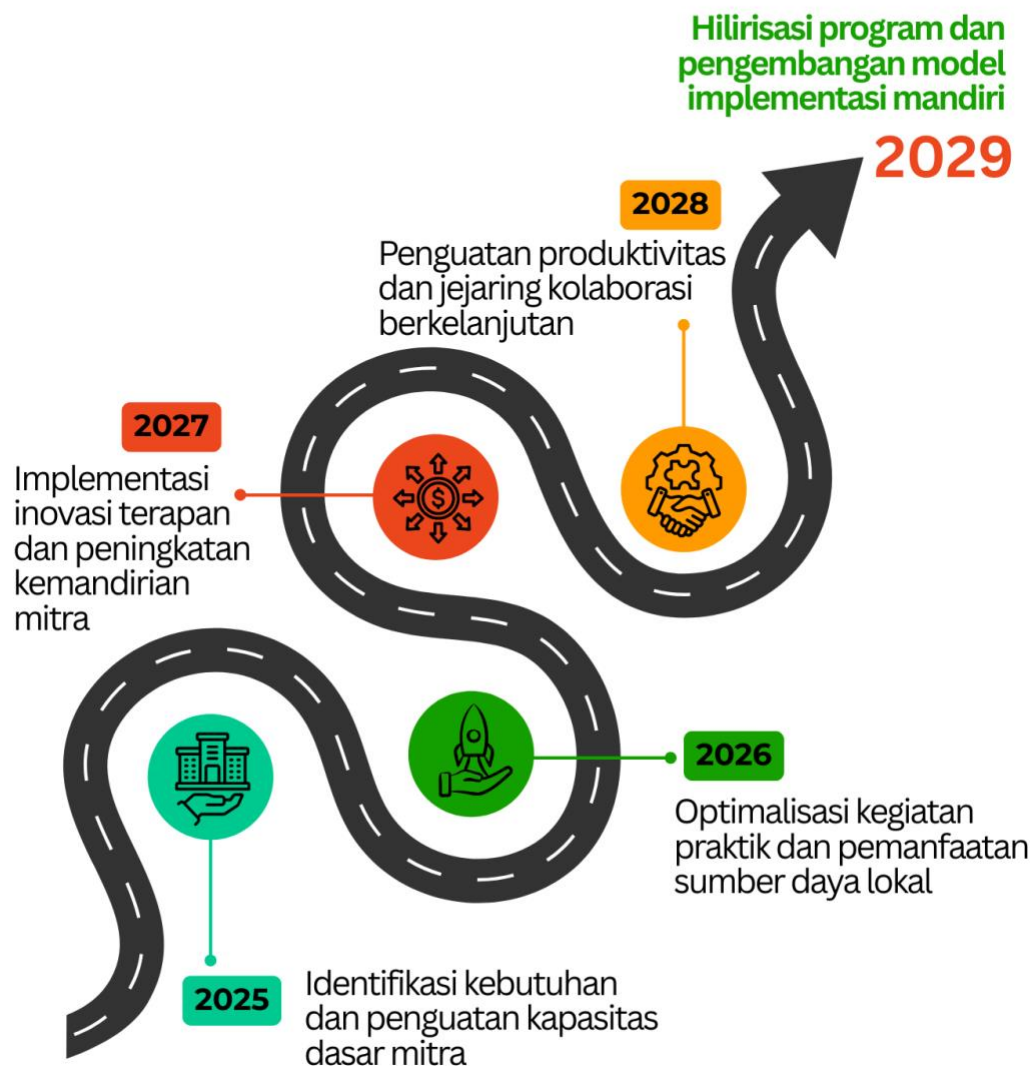 Hilirisasi program dan
pengembangan model
implementasi mandiri
2029
2028
Penguatan produktivitas
dan jejaring kolaborasi
berkelanjutan
2027
Implementasi
inovasi terapan
dan peningkatan
kemandirian
mitra
$
2026
Optimalisasi kegiatan
praktik dan pemanfaatan
sumber daya lokal
2025
Identifikasi kebutuhan
dan penguatan kapasitas
dasar mitra